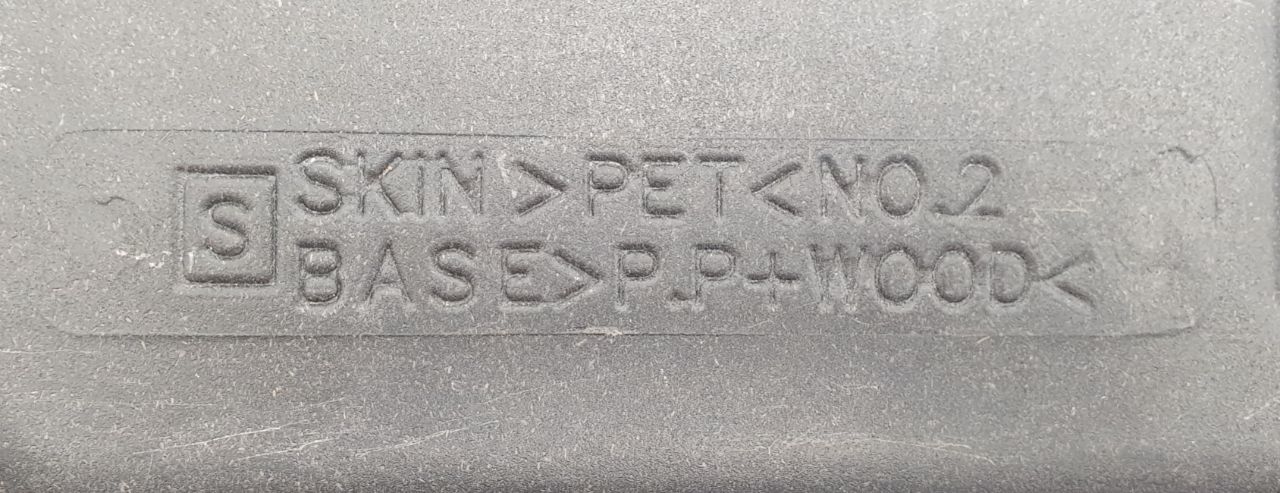 S SKIN >PET< NO.2
BASE >P.P+WOOD<